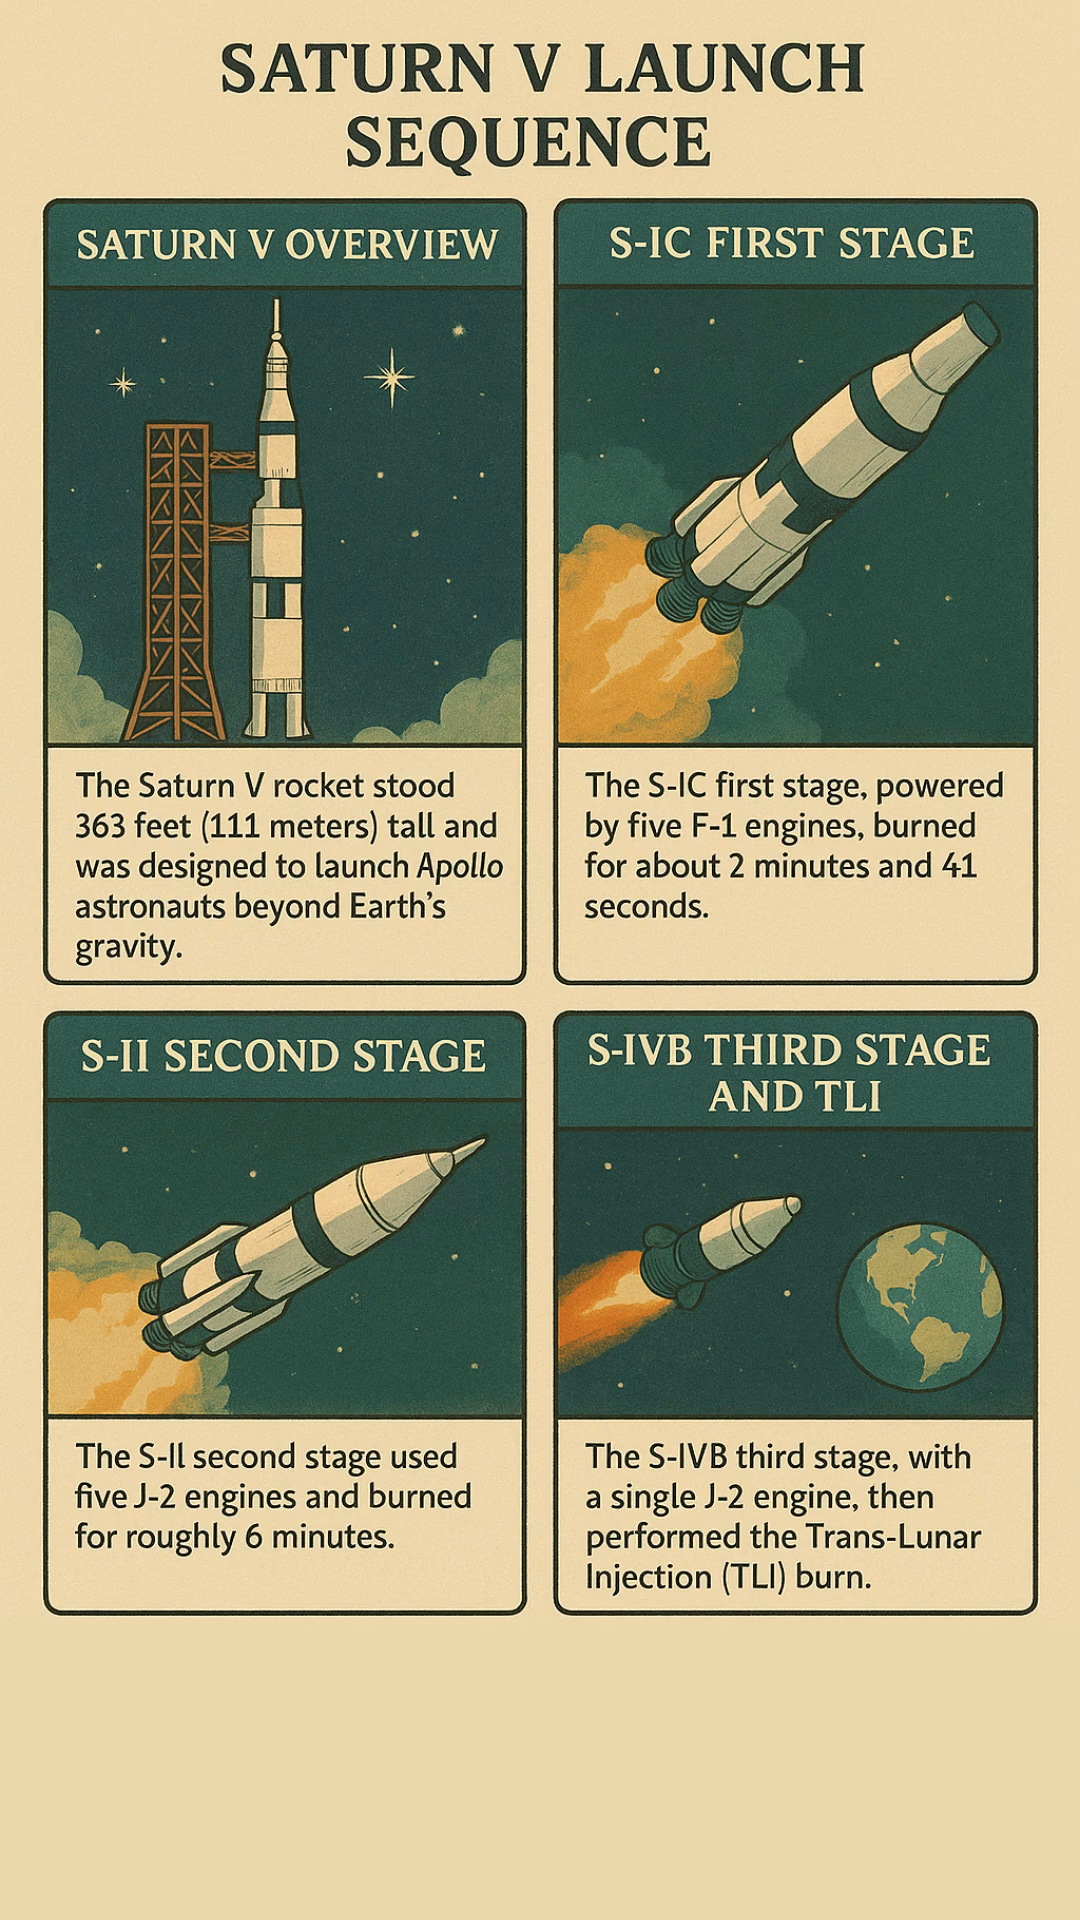 SATURN V LAUNCH
SEQUENCE
SATURN V OVERVIEW
The Saturn V rocket stood
363 feet (111 meters) tall and
was designed to launch Apollo
astronauts beyond Earth's
gravity.
S-IC FIRST STAGE
The S-IC first stage, powered
by five F-1 engines, burned
for about 2 minutes and 41
seconds.
S-II SECOND STAGE
The S-II second stage used
five J-2 engines and burned
for roughly 6 minutes.
S-IVB THIRD STAGE
AND TLI
The S-IVB third stage, with
a single J-2 engine, then
performed the Trans-Lunar
Injection (TLI) burn.